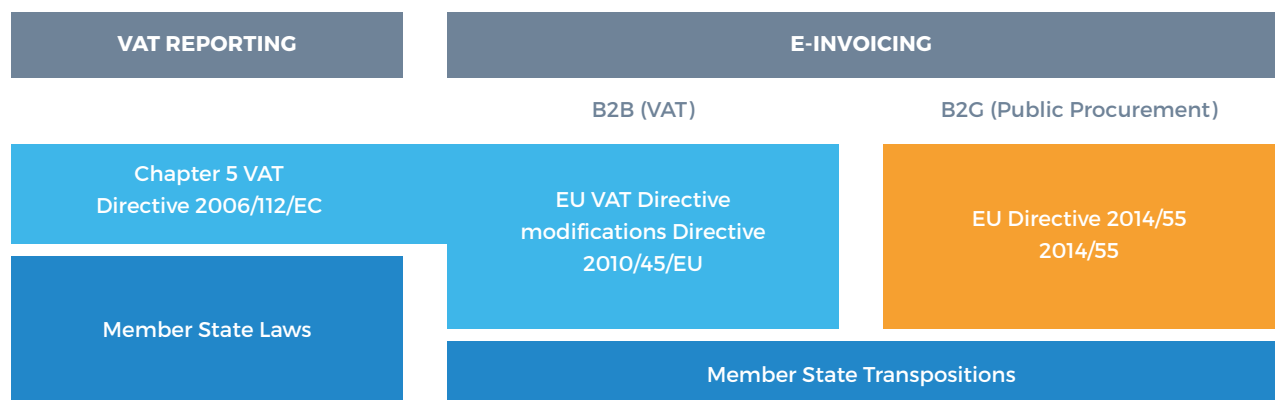 VAT REPORTING
E-INVOICING
B2B (VAT)
B2G (Public Procurement)
Chapter 5 VAT
Directive 2006/112/EC
EU VAT Directive
modifications Directive
2010/45/EU
EU Directive 2014/55
2014/55
Member State Laws
Member State Transpositions